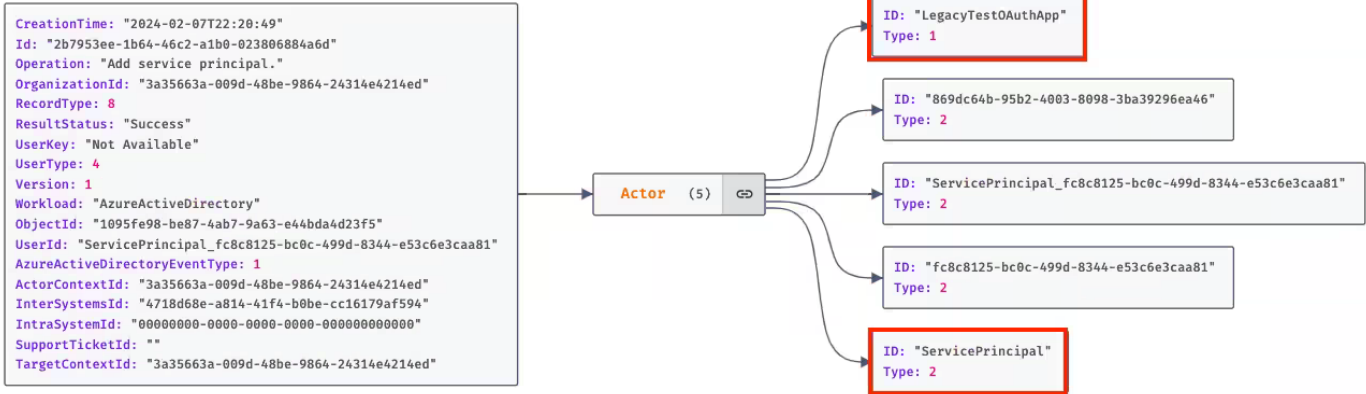 CreationTime: "2024-02-07T22:20:49"
Id: "2b7953ee-1b64-46c2-a1b0-023806884a6d"
Operation: "Add service principal."
OrganizationId: "3a35663a-009d-48be-9864-24314e4214ed"
RecordType: 8
ResultStatus: "Success"
UserKey: "Not Available"
UserType: 4
Version: 1
Workload: "AzureActiveDirectory"
ObjectId: "1095fe98-be87-4ab7-9a63-e44bda4d23f5"
UserId: "ServicePrincipal_fc8c8125-bc0c-499d-8344-e53c6e3caa81"
AzureActiveDirectoryEventType: 1
ActorContextId: "3a35663a-009d-48be-9864-24314e4214ed"
InterSystemsId: "4718d68e-a814-41f4-b0be-cc16179af594"
IntraSystemId: "00000000-0000-0000-0000-000000000000"
SupportTicketId: ""
TargetContextId: "3a35663a-009d-48be-9864-24314e4214ed"
Actor (5)
ID: "LegacyTestOAuthApp"
Type: 1
ID: "869dc64b-95b2-4003-8098-3ba39296ea46"
Type: 2
ID: "ServicePrincipal_fc8c8125-bc0c-499d-8344-e53c6e3caa81"
Type: 2
ID: "fc8c8125-bc0c-499d-8344-e53c6e3caa81"
Type: 2
ID: "ServicePrincipal"
Type: 2